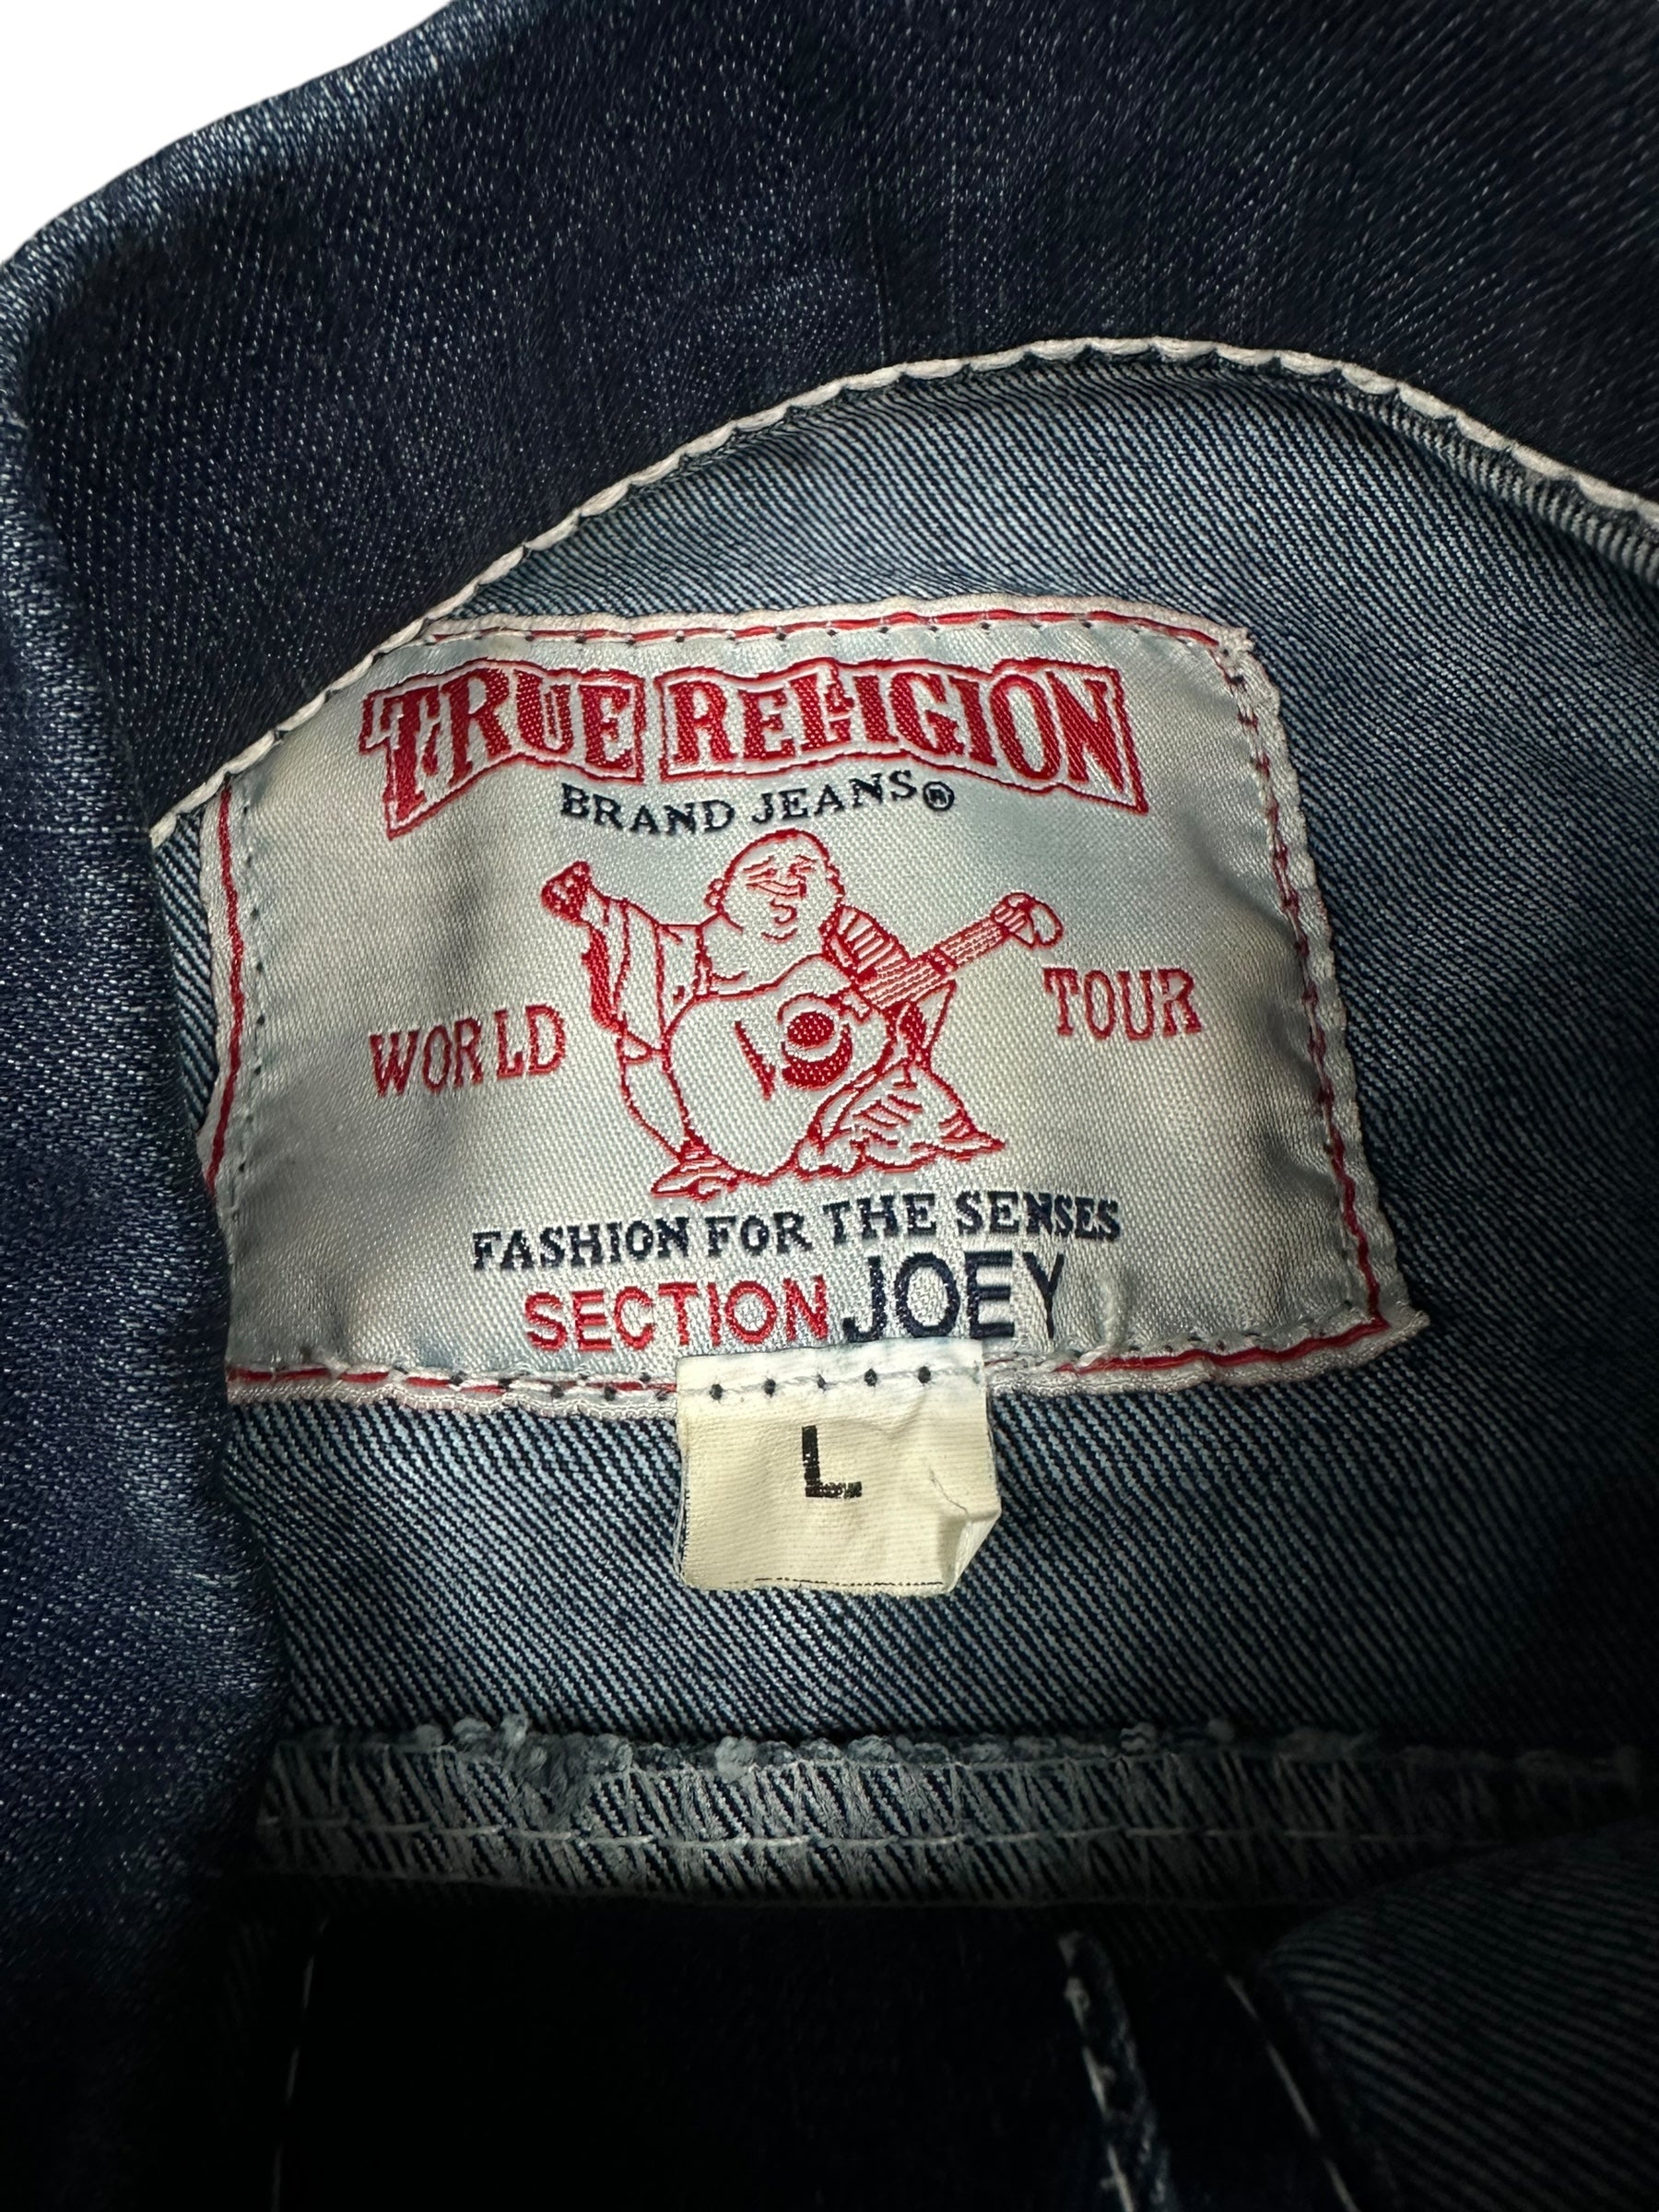 TRUE RELIGION
BRAND JEANS®
WORLD TOUR
FASHION FOR THE SENSES
SECTION JOEY
L